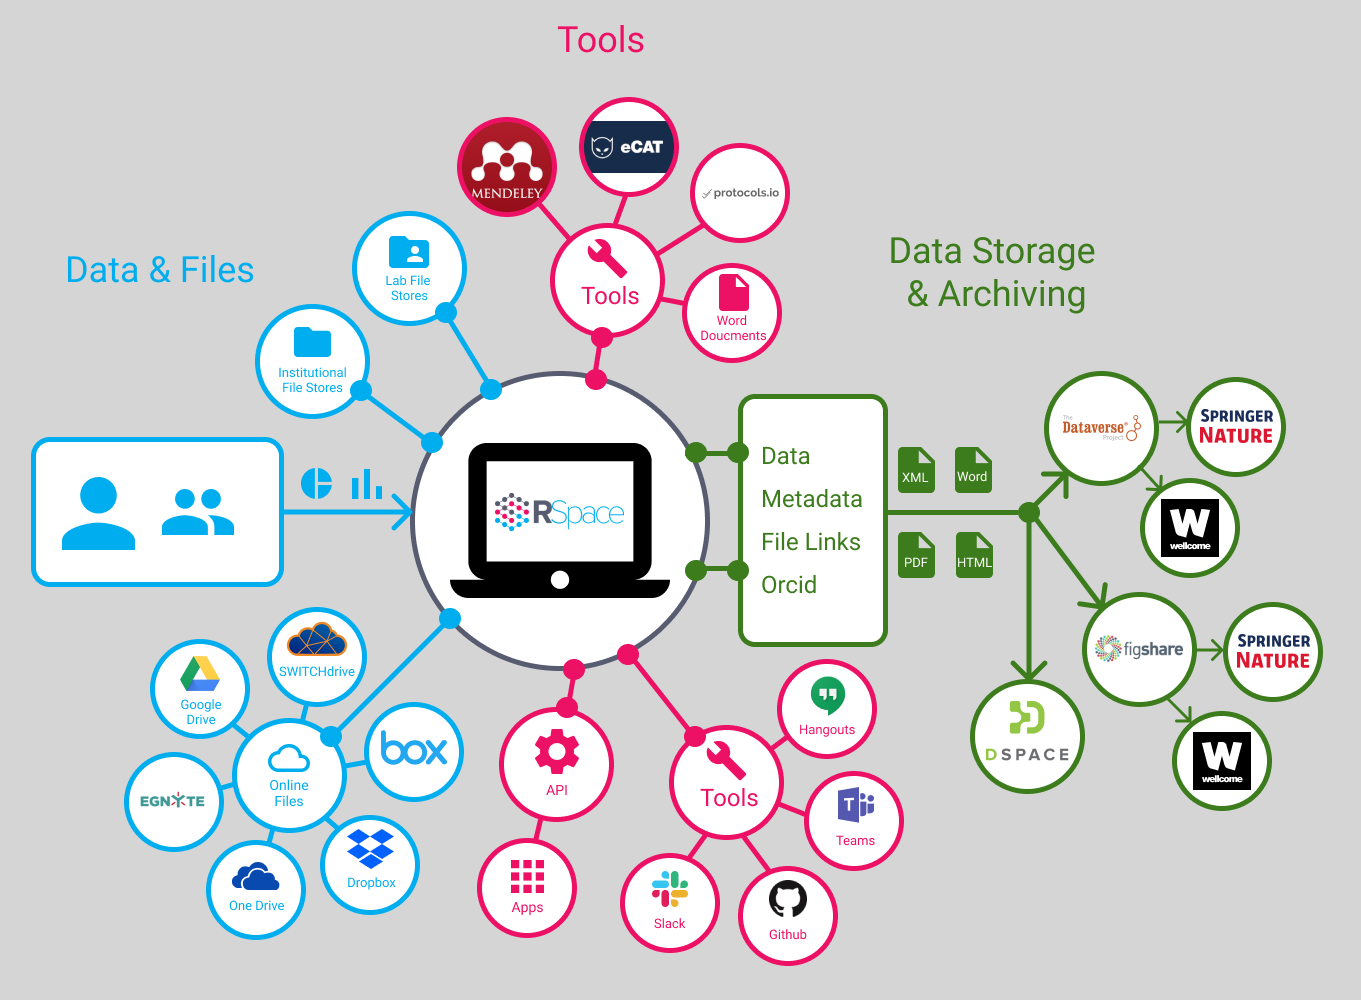 Tools
MENDELEY
eCAT
protocols.io
Tools
Word
Doucments
Data & Files
Lab File
Stores
Institutional
File Stores
Data Storage
& Archiving
RSpace
Data
Metadata
File Links
Orcid
XML
Word
PDF
HTML
The
Dataverse®
Project
SPRINGER
NATURE
W
wellcome
figshare
SPRINGER
NATURE
W
wellcome
DSPACE
SWITCHdrive
Google
Drive
box
EGNYTE
Online
Files
One Drive
Dropbox
API
Apps
Tools
Hangouts
T
Teams
Slack
Github